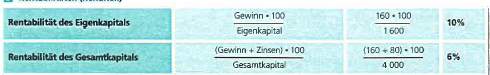 Rentabilität des Eigenkapitals
Gewinn • 100
Eigenkapital
160 • 100
1 600
10%
Rentabilität des Gesamtkapitals
(Gewinn + Zinsen) • 100
Gesamtkapital
(160 + 80) • 100
4 000
6%